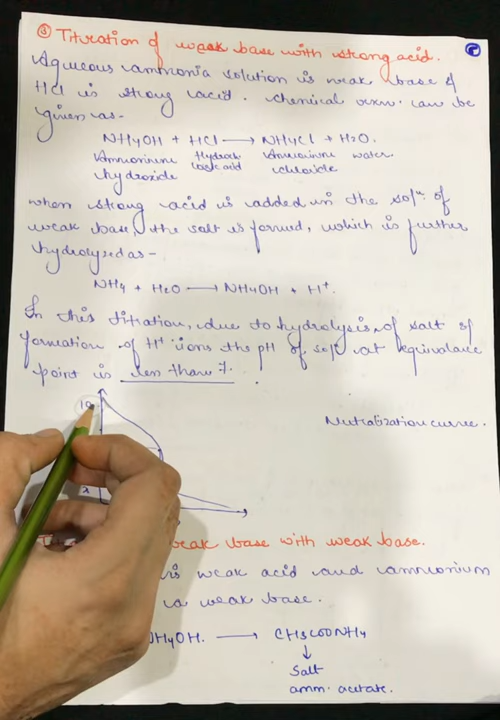 ③ Titration of weak base with strong acid.
Aqueous ammonia solution is weak base &
HCl is strong acid. chemical rxn. can be
given as-
NH4OH + HCl → NH4Cl + H2O.
Ammonium Hydrochl Ammonium water
hydroxide loric acid chloride
when strong acid is added in the solⁿ. of
weak base, the salt is formed, which is further
hydrolysed as-
NH4 + H2O → NH4OH + H+.
In this titration, due to hydrolysis of salt &
formation of H+ ions the pH of solⁿ at equivalance
point is less than 7.
10
Neutralization curve.
weak base with weak base.
is weak acid and ammonium
a weak base.
NH4OH. → CH3COONH4
↓
Salt
amm. acetate.